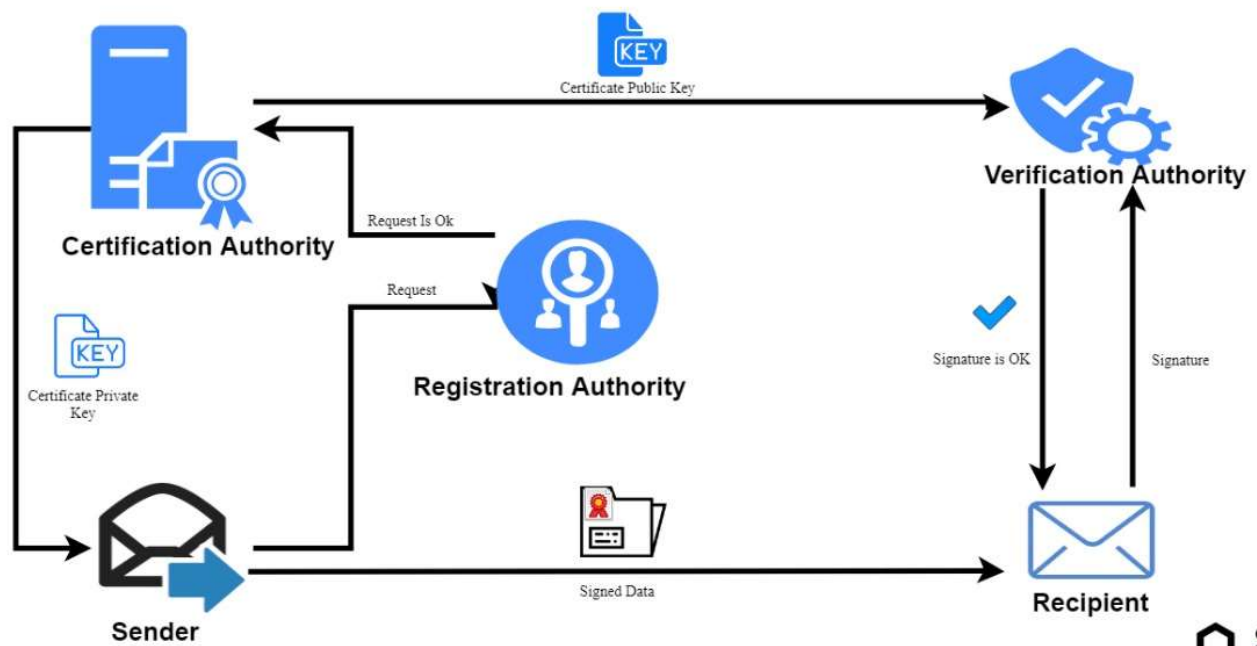 KEY
Certificate Public Key
Verification Authority
Request Is Ok
Certification Authority
Request
KEY
Signature is OK
Signature
Registration Authority
Certificate Private
Key
Signed Data
Recipient
Sender